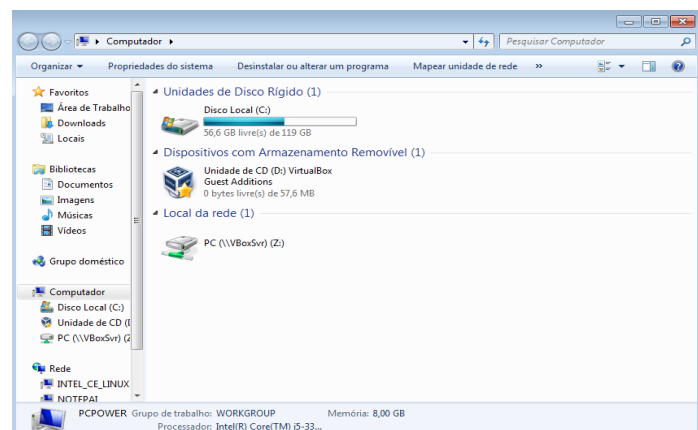 Computador
Pesquisar Computador
Organizar Propriedades do sistema Desinstalar ou alterar um programa Mapear unidade de rede »
Favoritos
Área de Trabalho
Downloads
Locais
Bibliotecas
Documentos
Imagens
Músicas
Vídeos
Grupo doméstico
Computador
Disco Local (C:)
Unidade de CD (
PC (\\VBoxSvr) (Z
Rede
INTEL_CE_LINUX
NOTEPAI
Unidades de Disco Rígido (1)
Disco Local (C:)
56,6 GB livre(s) de 119 GB
Dispositivos com Armazenamento Removível (1)
Unidade de CD (D:) VirtualBox
Guest Additions
0 bytes livre(s) de 57,6 MB
Local da rede (1)
PC (\\VBoxSvr) (Z:)
PCPOWER Grupo de trabalho: WORKGROUP Memória: 8,00 GB
Processador: Intel(R) Core(TM) i5-33...